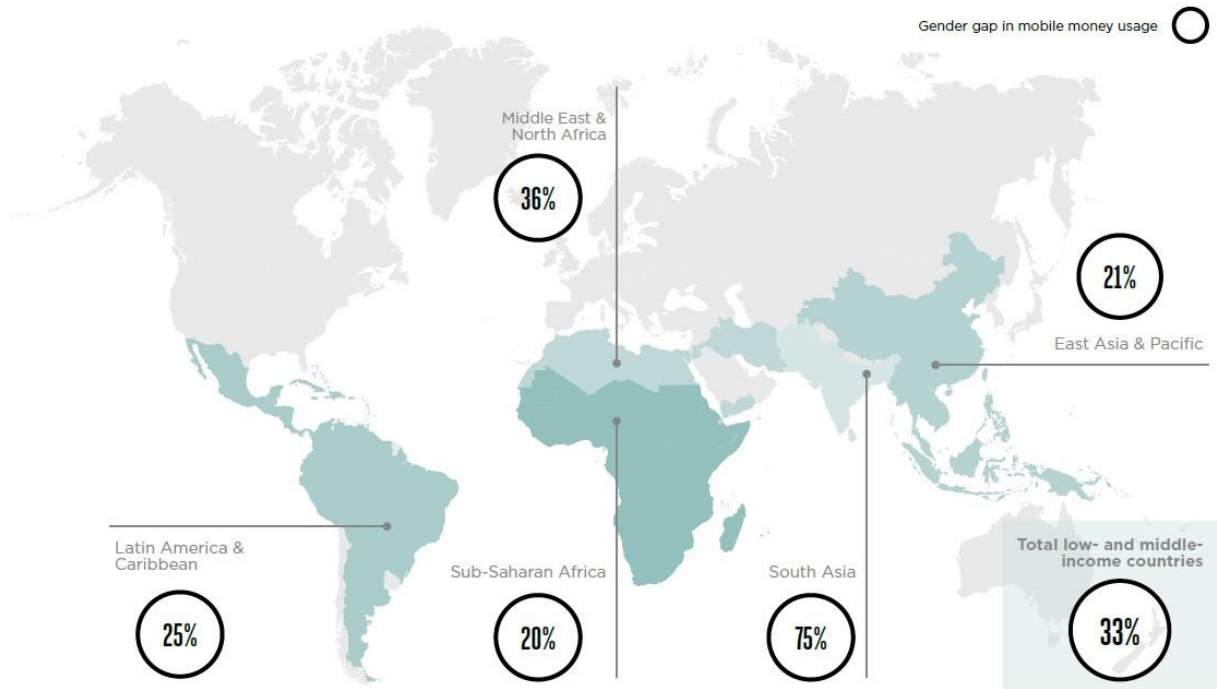 Gender gap in mobile money usage
Middle East &
North Africa
36%
21%
East Asia & Pacific
Latin America &
Caribbean
25%
Sub-Saharan Africa
20%
South Asia
75%
Total low- and middle-
income countries
33%